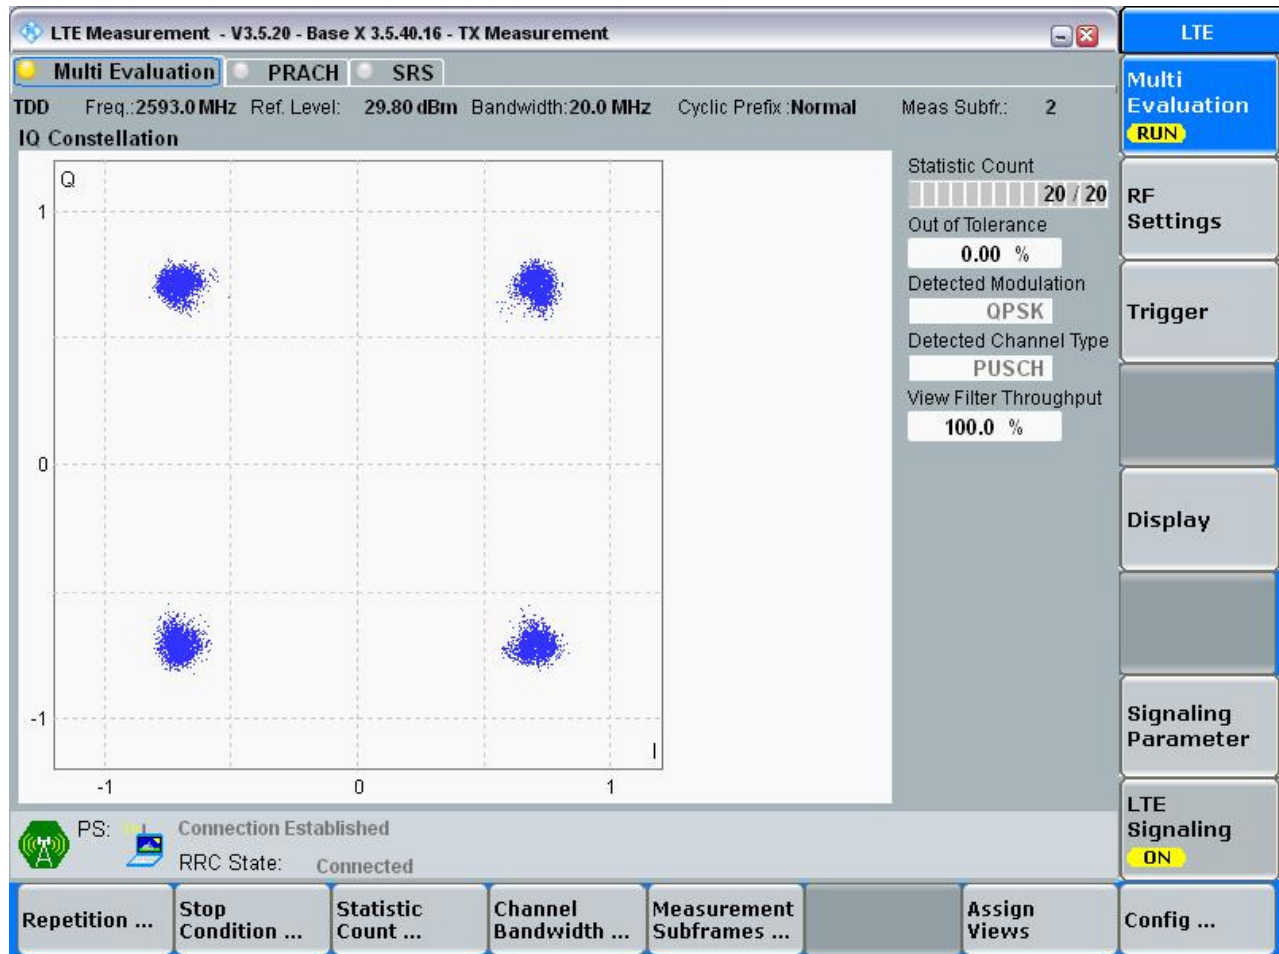 LTE Measurement - V3.5.20 - Base X 3.5.40.16 - TX Measurement
LTE
Multi Evaluation PRACH SRS
TDD Freq.:2593.0 MHz Ref. Level: 29.80 dBm Bandwidth:20.0 MHz Cyclic Prefix :Normal Meas Subfr.: 2
IQ Constellation
Q
1
0
-1
I
-1 0 1
Statistic Count
20 / 20
Out of Tolerance
0.00 %
Detected Modulation
QPSK
Detected Channel Type
PUSCH
View Filter Throughput
100.0 %
Multi
Evaluation
RUN
RF
Settings
Trigger
Display
Signaling
Parameter
LTE
Signaling
ON
PS: Connection Established
RRC State: Connected
Repetition ...
Stop
Condition ...
Statistic
Count ...
Channel
Bandwidth ...
Measurement
Subframes ...
Assign
Views
Config ...